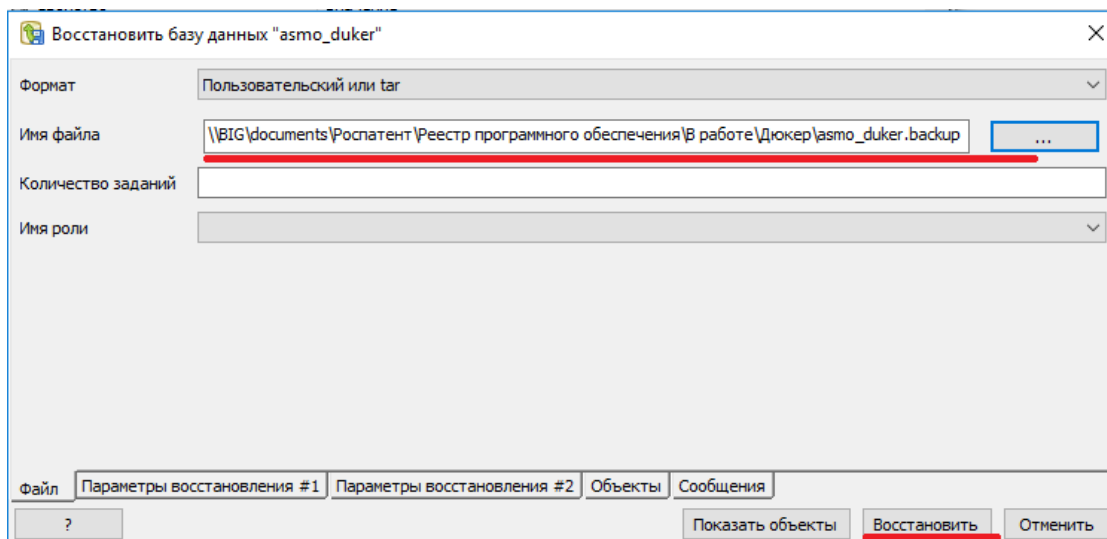 Восстановить базу данных "asmo_duker"
Формат Пользовательский или tar
Имя файла \\BIG\documents\Роспатент\Реестр программного обеспечения\В работе\Дюкер\asmo_duker.backup ...
Количество заданий
Имя роли
Файл Параметры восстановления #1 Параметры восстановления #2 Объекты Сообщения
? Показать объекты Восстановить Отменить